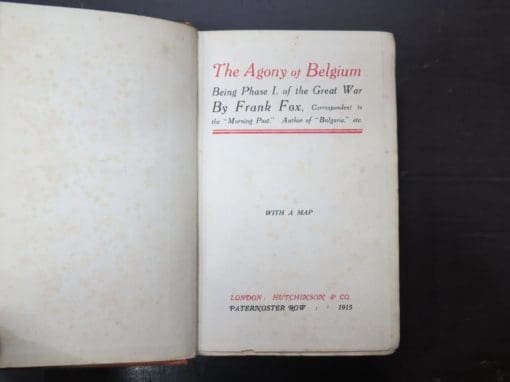 The Agony of Belgium
Being Phase I. of the Great War
By Frank Fox, Correspondent to
the "Morning Post." Author of "Bulgaria," etc.
WITH A MAP
LONDON: HUTCHINSON & CO.
PATERNOSTER ROW : : 1915